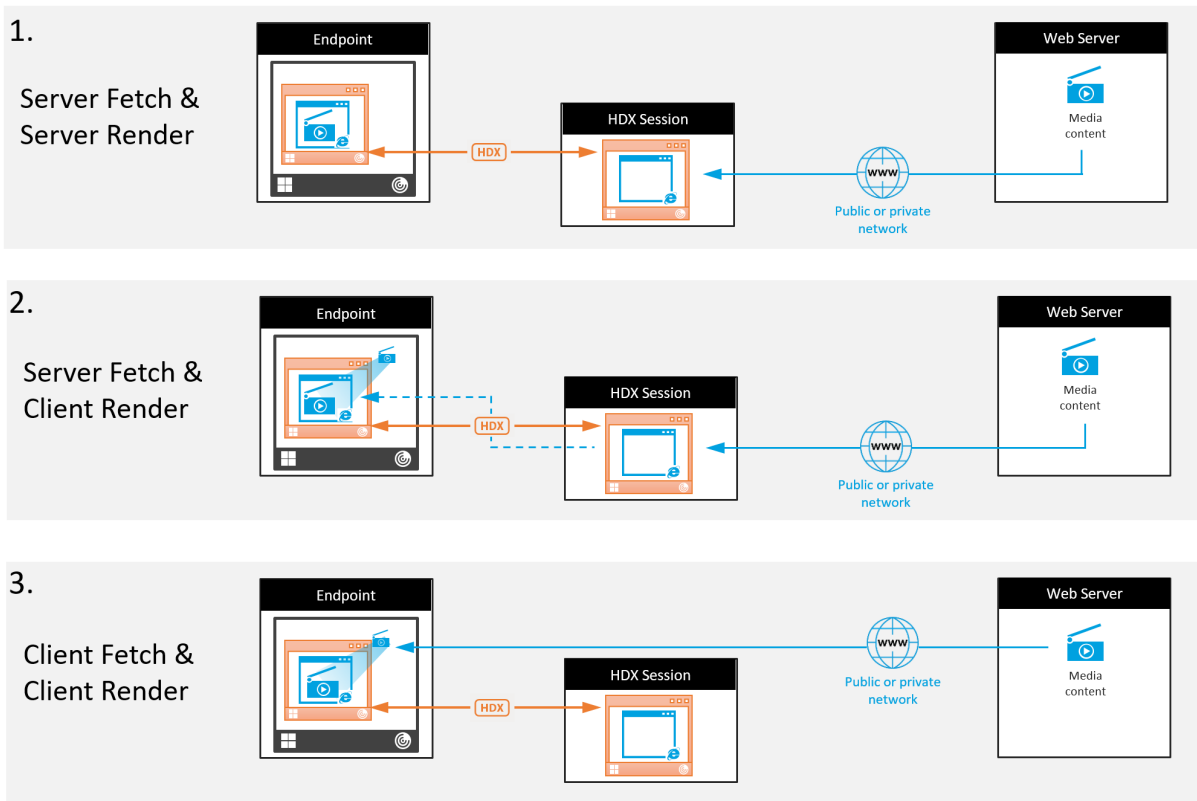 1.
Server Fetch &
Server Render
Endpoint
HDX
HDX Session
www
Public or private
network
Web Server
Media
content
2.
Server Fetch &
Client Render
Endpoint
HDX
HDX Session
www
Public or private
network
Web Server
Media
content
3.
Client Fetch &
Client Render
Endpoint
HDX
HDX Session
www
Public or private
network
Web Server
Media
content